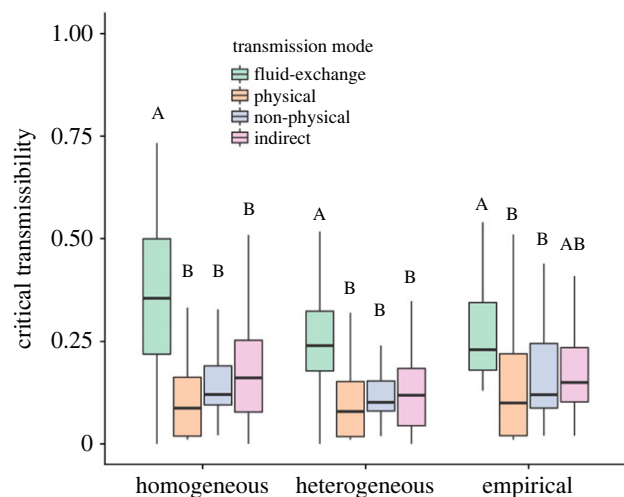 1.00
transmission mode
fluid-exchange
physical
non-physical
indirect
A
0.75
B
A
A
B
B
AB
0.50
B B
B
B
B
critical transmissibility
0.25
0
homogeneous heterogeneous empirical